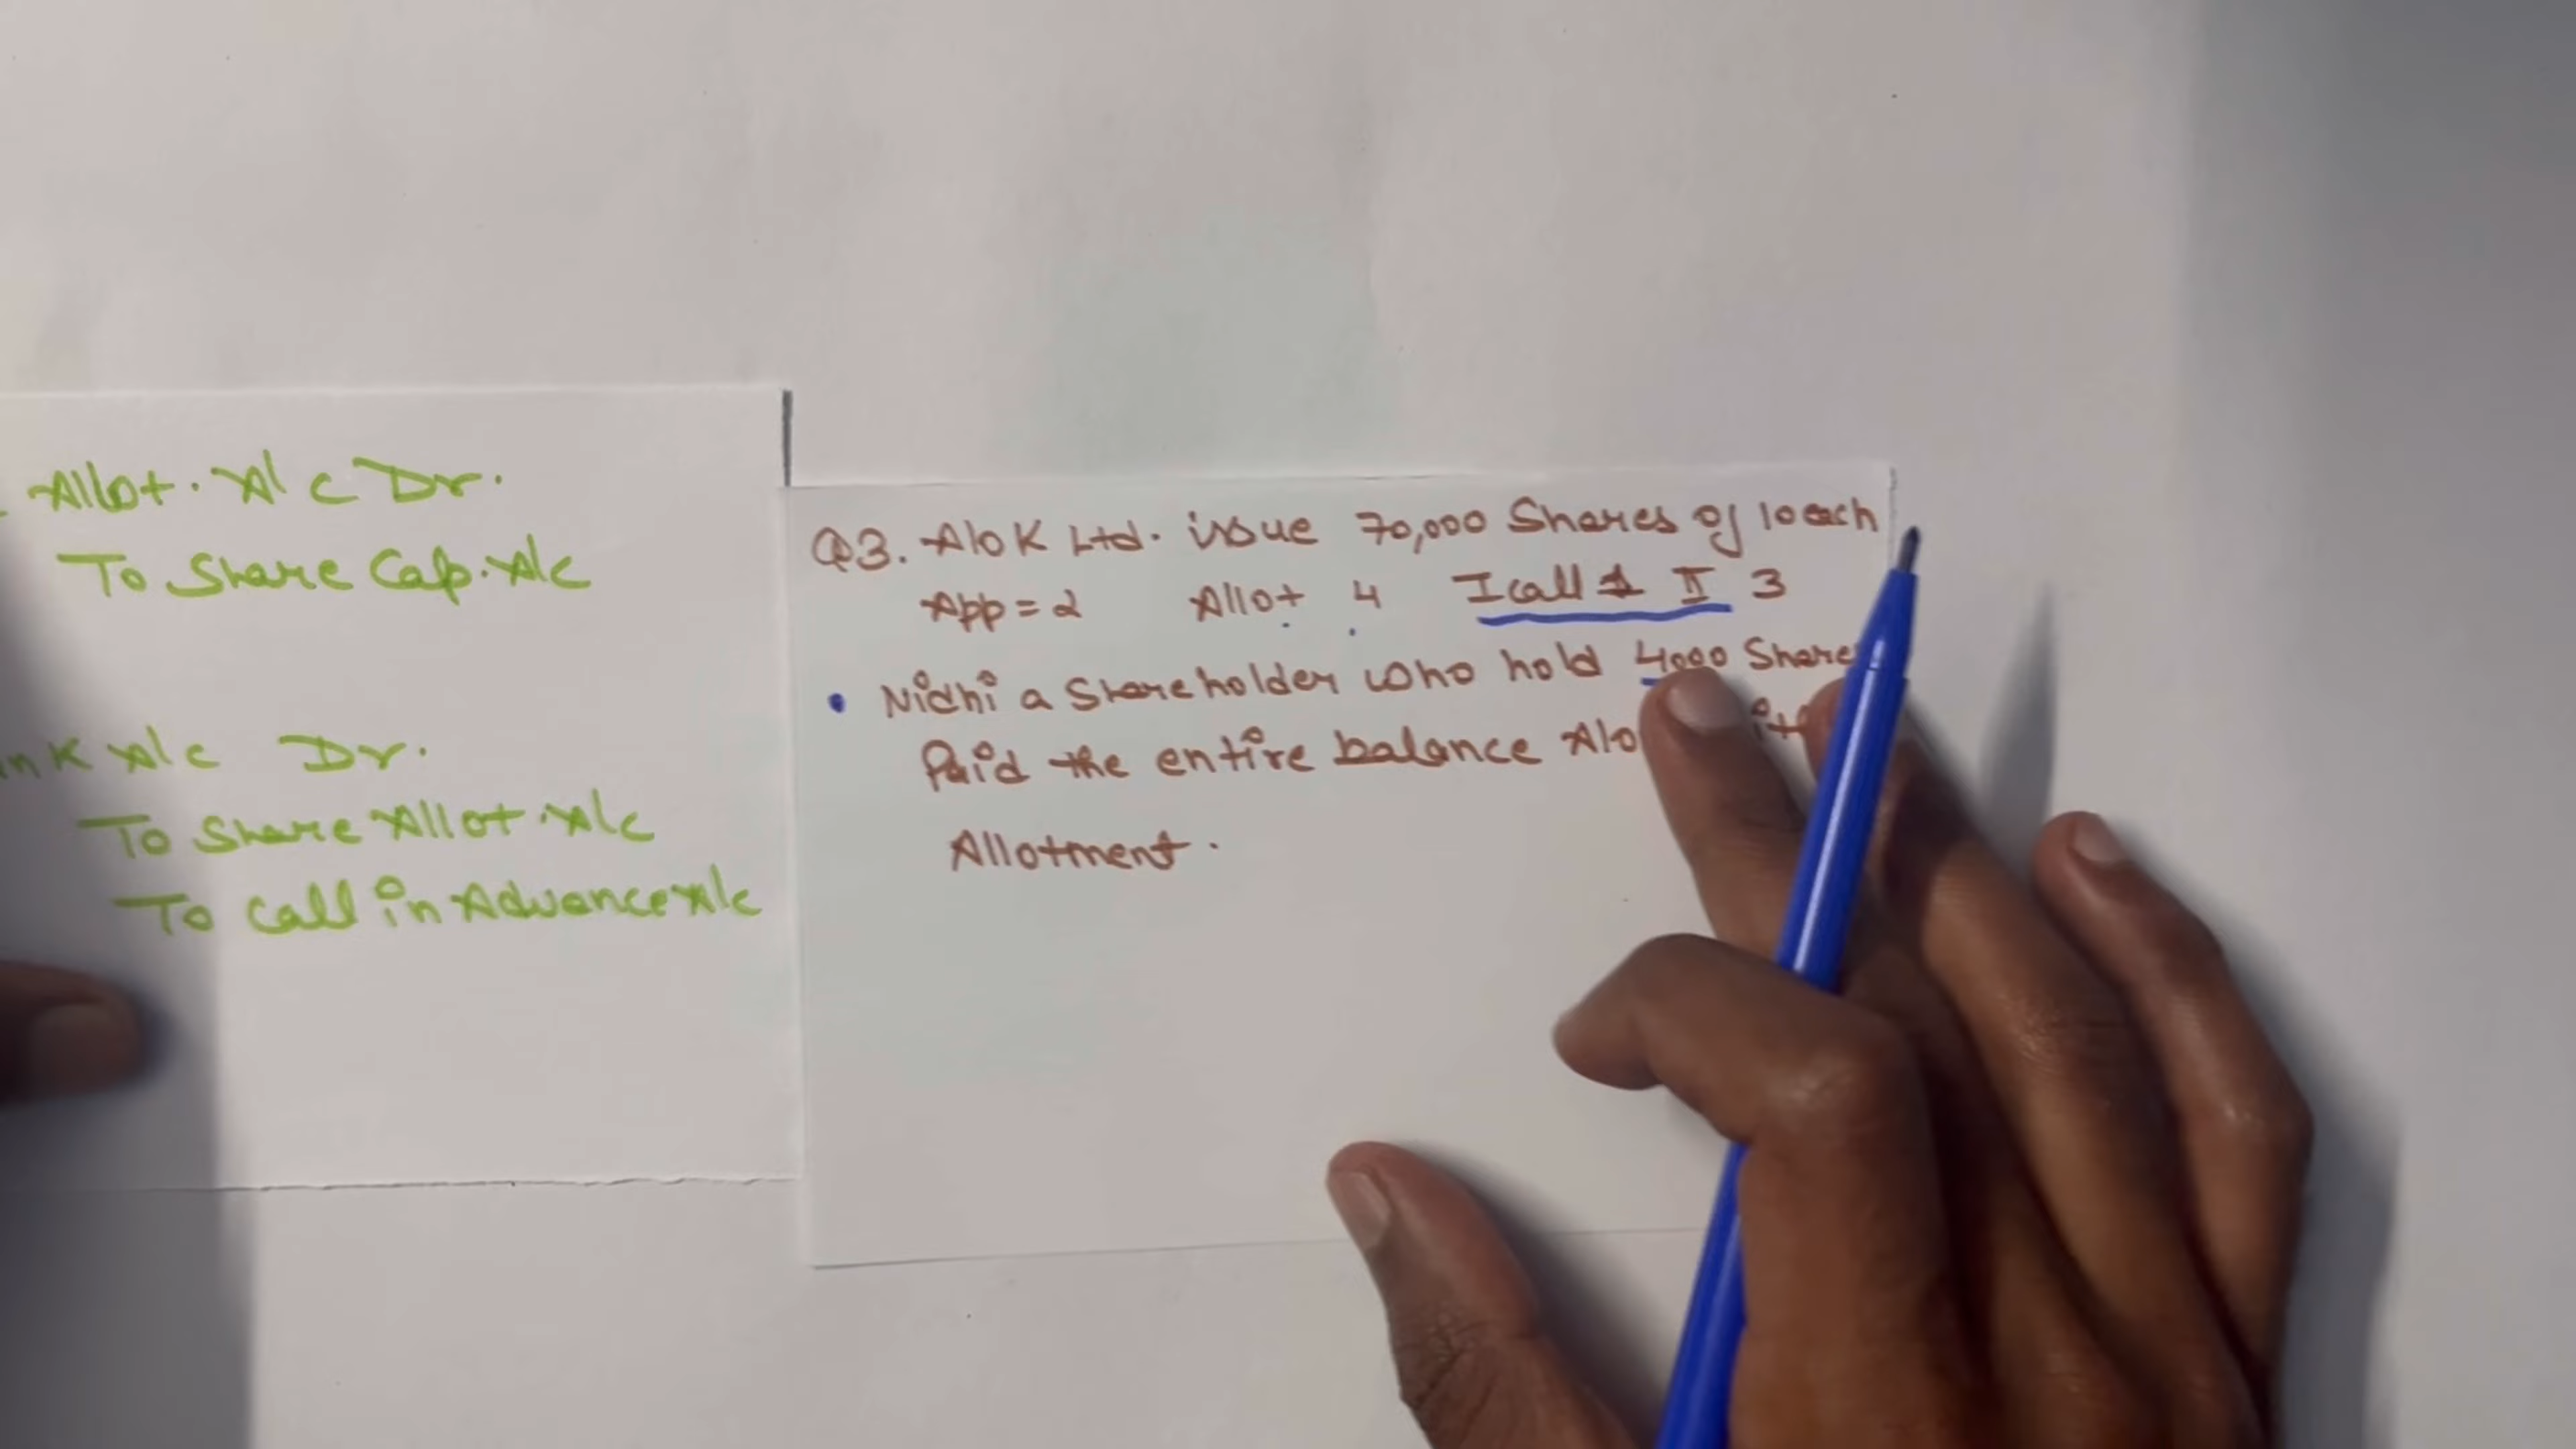 Allot. A/c Dr.
To Share Cap. A/c
A/c Dr.
To Share Allot. A/c
To Call in Advance A/c
Q3. Alok Ltd. issue 70,000 Shares of 10 each
App = 2 Allot 4 I call 1 II 3
• Nidhi a Shareholder who hold 4000 Share
Paid the entire balance
Allotment.